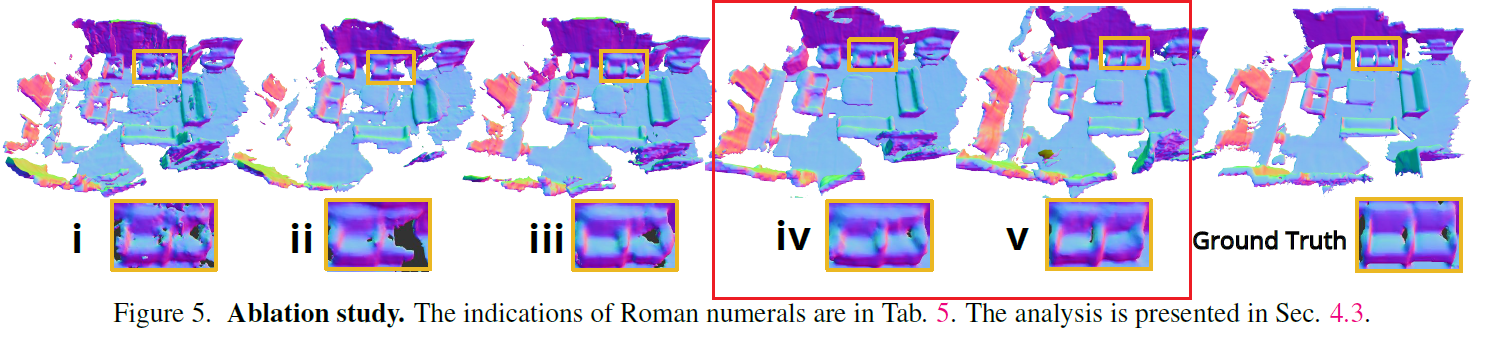 i ii iii iv v Ground Truth
Figure 5. Ablation study. The indications of Roman numerals are in Tab. 5. The analysis is presented in Sec. 4.3.